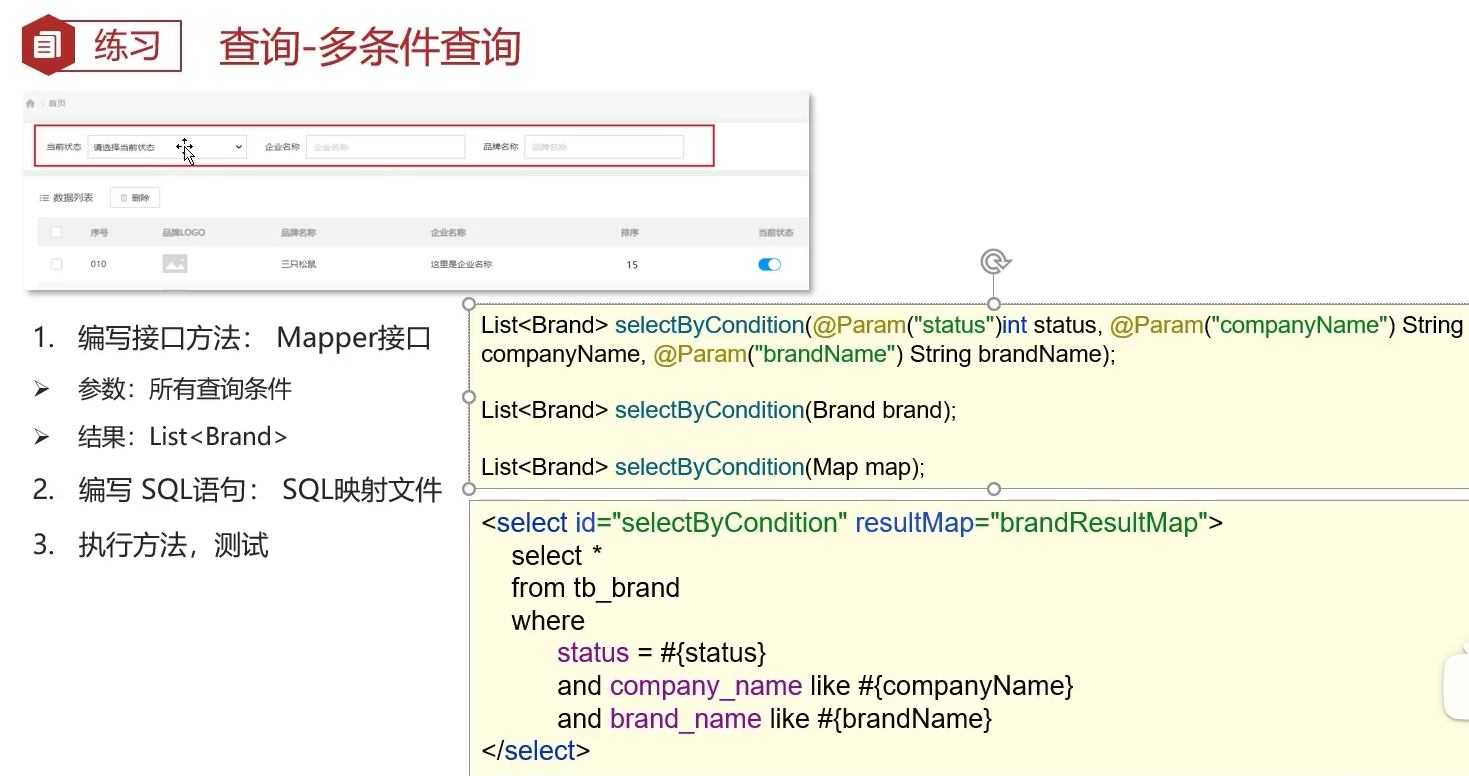 练习
查询-多条件查询
首页
当前状态 请选择当前状态 企业名称 企业名称 品牌名称 品牌名称
数据列表 删除
序号 品牌LOGO 品牌名称 企业名称 排序 当前状态
010 三只松鼠 这里是企业名称 15
1. 编写接口方法： Mapper接口
➢ 参数：所有查询条件
➢ 结果：List<Brand>
2. 编写 SQL语句： SQL映射文件
3. 执行方法，测试
List<Brand> selectByCondition(@Param("status")int status, @Param("companyName") String
companyName, @Param("brandName") String brandName);
List<Brand> selectByCondition(Brand brand);
List<Brand> selectByCondition(Map map);
<select id="selectByCondition" resultMap="brandResultMap">
select *
from tb_brand
where
status = #{status}
and company_name like #{companyName}
and brand_name like #{brandName}
</select>